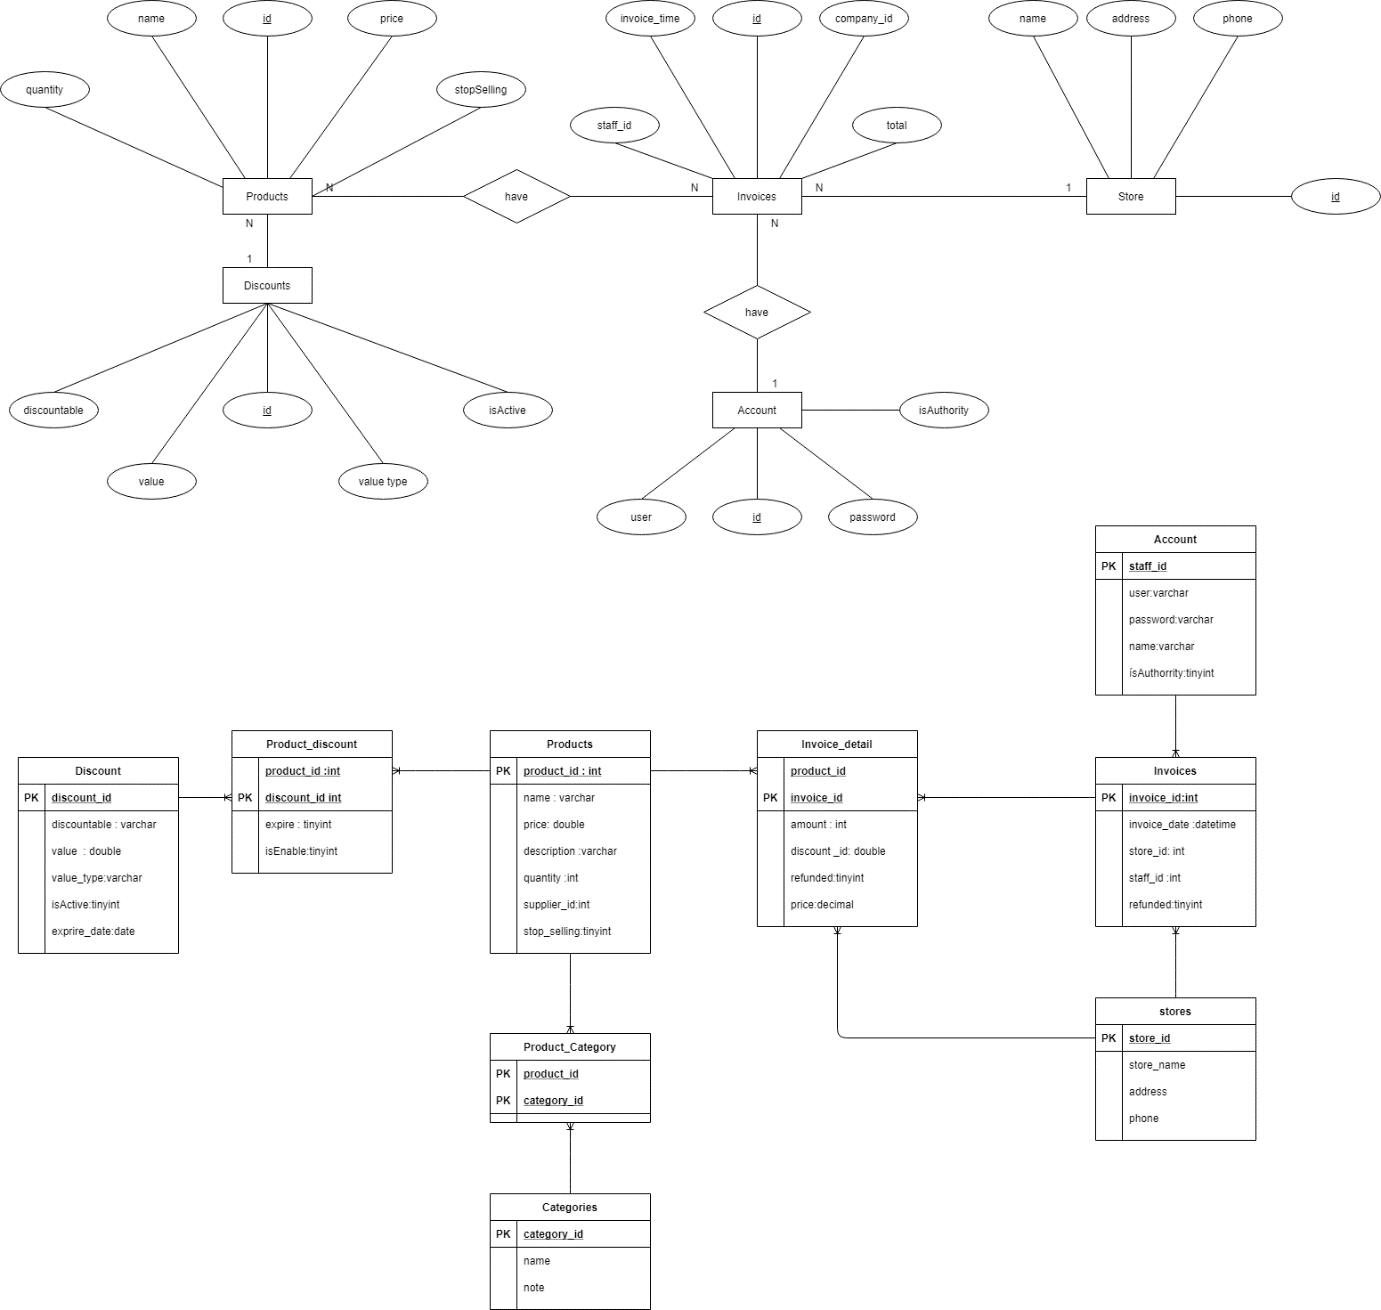 name
id
price
invoice_time
id
company_id
name
address
phone
quantity
stopSelling
staff_id
total
Products
N
have
N
Invoices
N
1
Store
id
N
N
1
Discounts
have
1
discountable
id
isActive
Account
isAuthority
value
value type
user
id
password
Account
PK staff_id
user:varchar
password:varchar
name:varchar
ísAuthorrity:tinyint
Product_discount
product_id :int
PK discount_id int
expire : tinyint
isEnable:tinyint
Products
PK product_id : int
name : varchar
price: double
description :varchar
quantity :int
supplier_id:int
stop_selling:tinyint
Invoice_detail
product_id
PK invoice_id
amount : int
discount _id: double
refunded:tinyint
price:decimal
Discount
PK discount_id
discountable : varchar
value : double
value_type:varchar
isActive:tinyint
exprire_date:date
Invoices
PK invoice_id:int
invoice_date :datetime
store_id: int
staff_id :int
refunded:tinyint
stores
PK store_id
store_name
address
phone
Product_Category
PK product_id
PK category_id
Categories
PK category_id
name
note